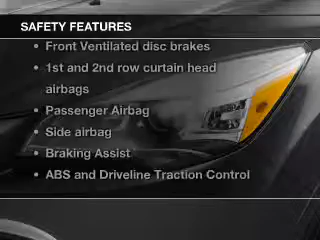 SAFETY FEATURES
• Front Ventilated disc brakes
• 1st and 2nd row curtain head
airbags
• Passenger Airbag
• Side airbag
• Braking Assist
• ABS and Driveline Traction Control